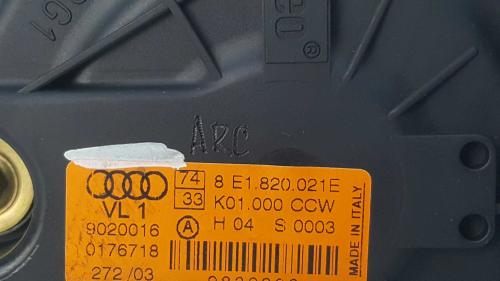 PG1
®
ARC
74 8 E1.820.021E
33 K01.000 CCW
VL 1
9020016 A H 04 S 0003
0176718
272 /03
MADE IN ITALY